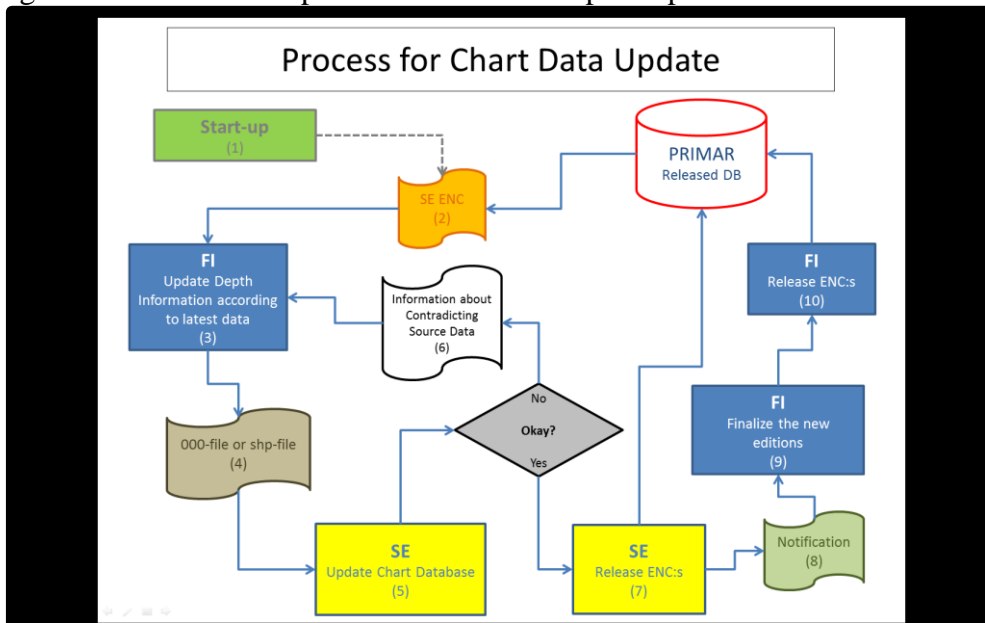 Process for Chart Data Update
Start-up
(1)
PRIMAR
Released DB
SE ENC
(2)
FI
Update Depth
Information according
to latest data
(3)
Information about
Contradicting
Source Data
(6)
FI
Release ENC:s
(10)
No
Okay?
Yes
FI
Finalize the new
editions
(9)
000-file or shp-file
(4)
SE
Update Chart Database
(5)
SE
Release ENC:s
(7)
Notification
(8)